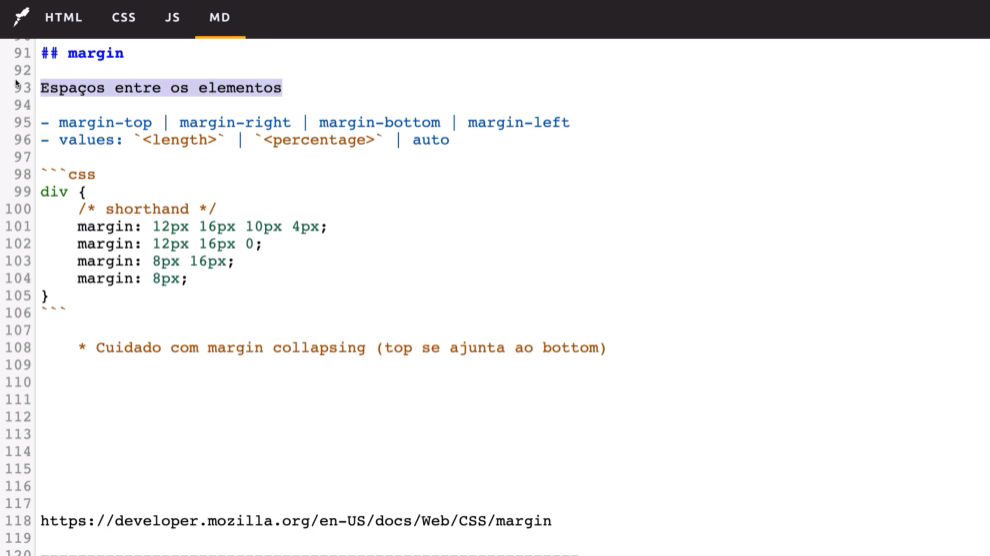 HTML CSS JS MD
91 ## margin
92
93 Espaços entre os elementos
94
95 - margin-top | margin-right | margin-bottom | margin-left
96 - values: `<length>` | `<percentage>` | auto
97
98 ```css
99 div {
100 /* shorthand */
101 margin: 12px 16px 10px 4px;
102 margin: 12px 16px 0;
103 margin: 8px 16px;
104 margin: 8px;
105 }
106 ```
107
108 * Cuidado com margin collapsing (top se ajunta ao bottom)
109
110
111
112
113
114
115
116
117
118 https://developer.mozilla.org/en-US/docs/Web/CSS/margin
119
120 ----------------------------------------------------------